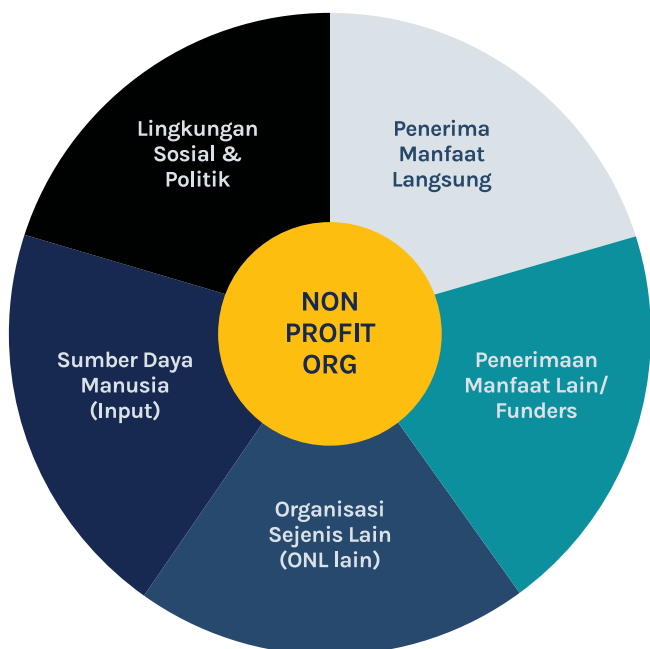 Lingkungan
Sosial &
Politik
Penerima
Manfaat
Langsung
NON
PROFIT
ORG
Sumber Daya
Manusia
(Input)
Penerimaan
Manfaat Lain/
Funders
Organisasi
Sejenis Lain
(ONL lain)